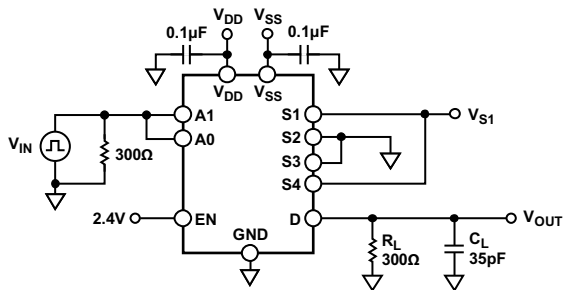 V_DD V_SS
0.1µF 0.1µF
V_DD V_SS
A1 S1 V_S1
A0 S2
V_IN 300Ω S3
S4
2.4V EN D V_OUT
GND
R_L 300Ω C_L 35pF